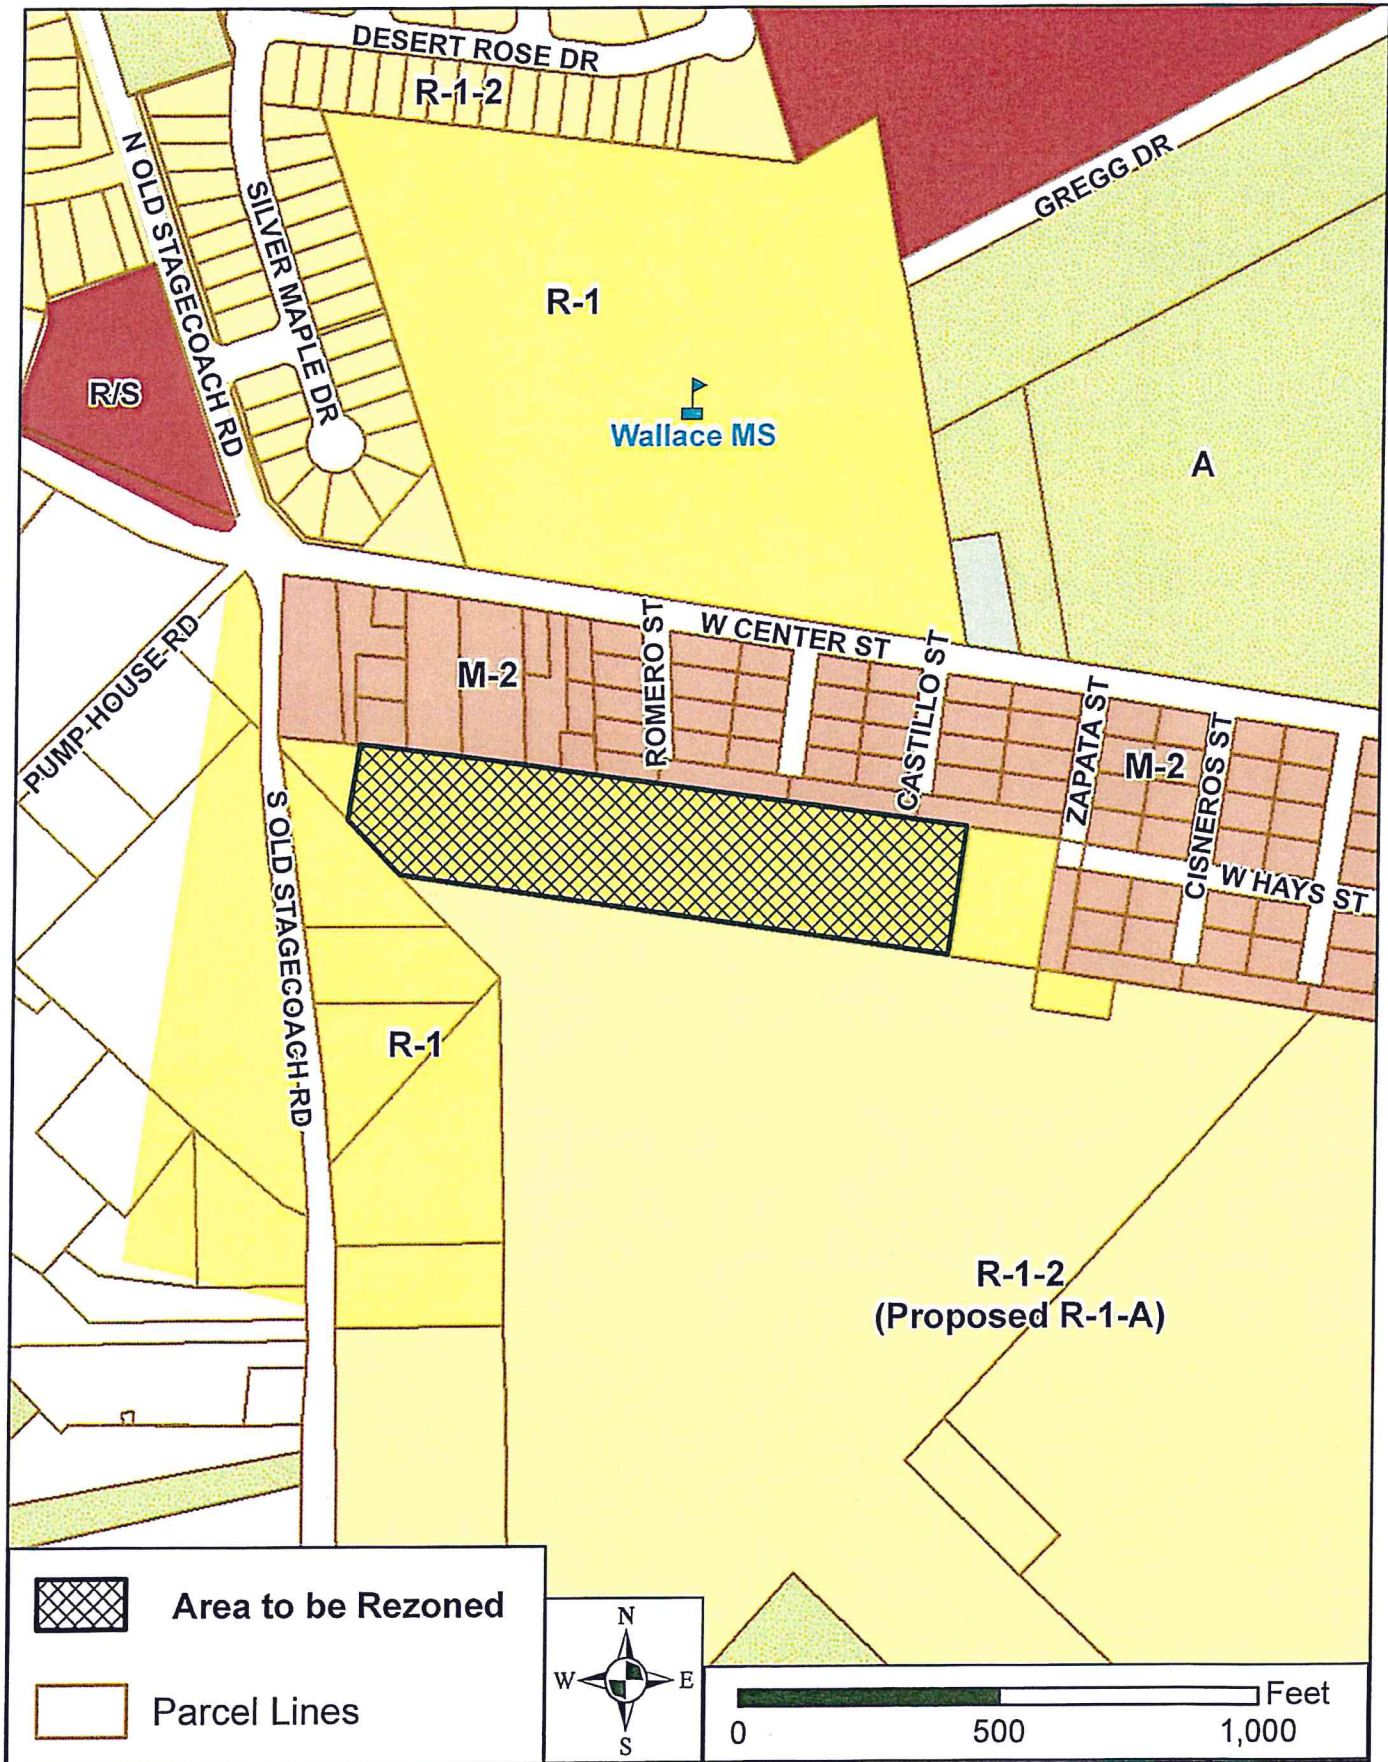 DESERT ROSE DR
R-1-2
N OLD STAGECOACH RD
SILVER MAPLE DR
GREGG DR
R-1
R/S
Wallace MS
A
PUMP-HOUSE-RD
M-2
ROMERO ST
W CENTER ST
CASTILLO ST
ZAPATA ST
M-2
CISNEROS ST
W HAYS ST
S OLD STAGECOACH-RD
R-1
R-1-2
(Proposed R-1-A)
Area to be Rezoned
Parcel Lines
N
W
E
S
Feet
0 500 1,000